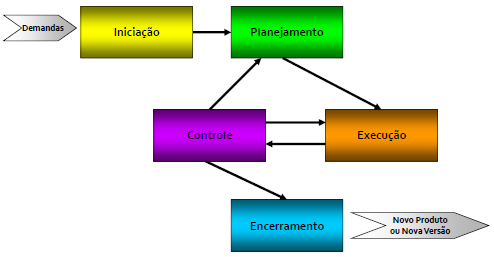 Demandas
Iniciação
Planejamento
Controle
Execução
Encerramento
Novo Produto
ou Nova Versão